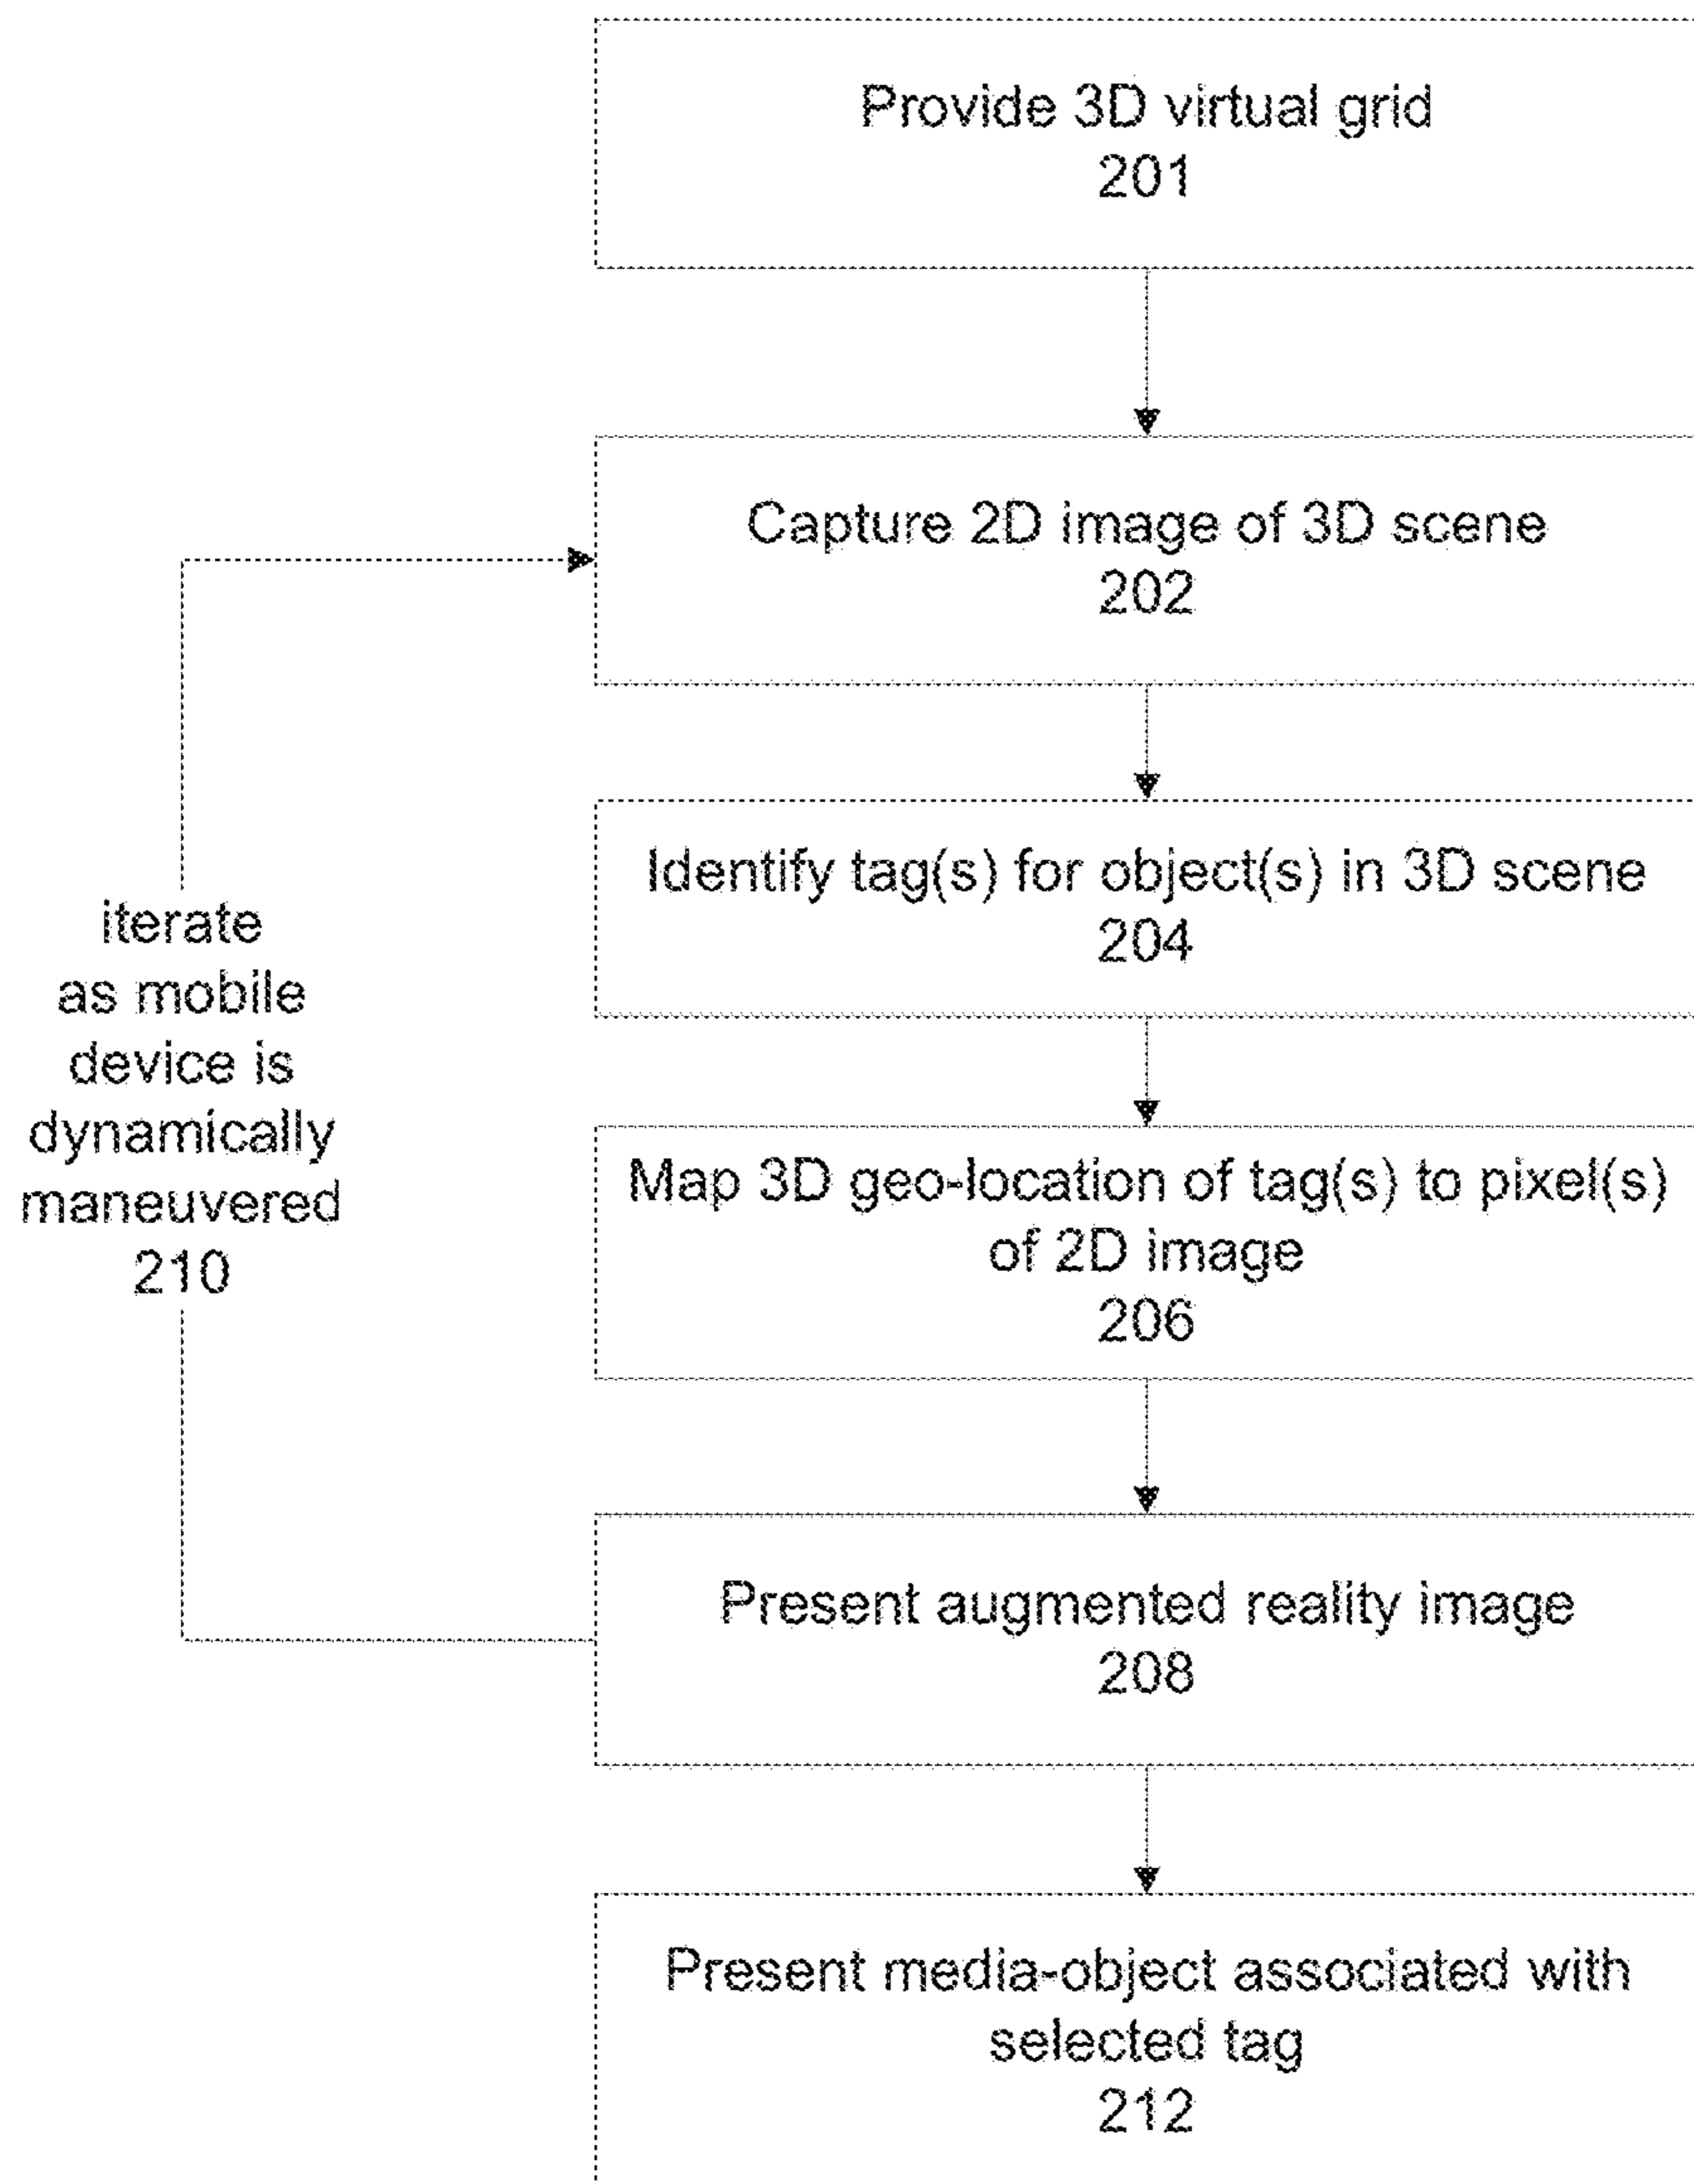 Provide 3D virtual grid
201
Capture 2D image of 3D scene
202
Identify tag(s) for object(s) in 3D scene
204
iterate
as mobile
device is
dynamically
maneuvered
210
Map 3D geo-location of tag(s) to pixel(s)
of 2D image
206
Present augmented reality image
208
Present media-object associated with
selected tag
212